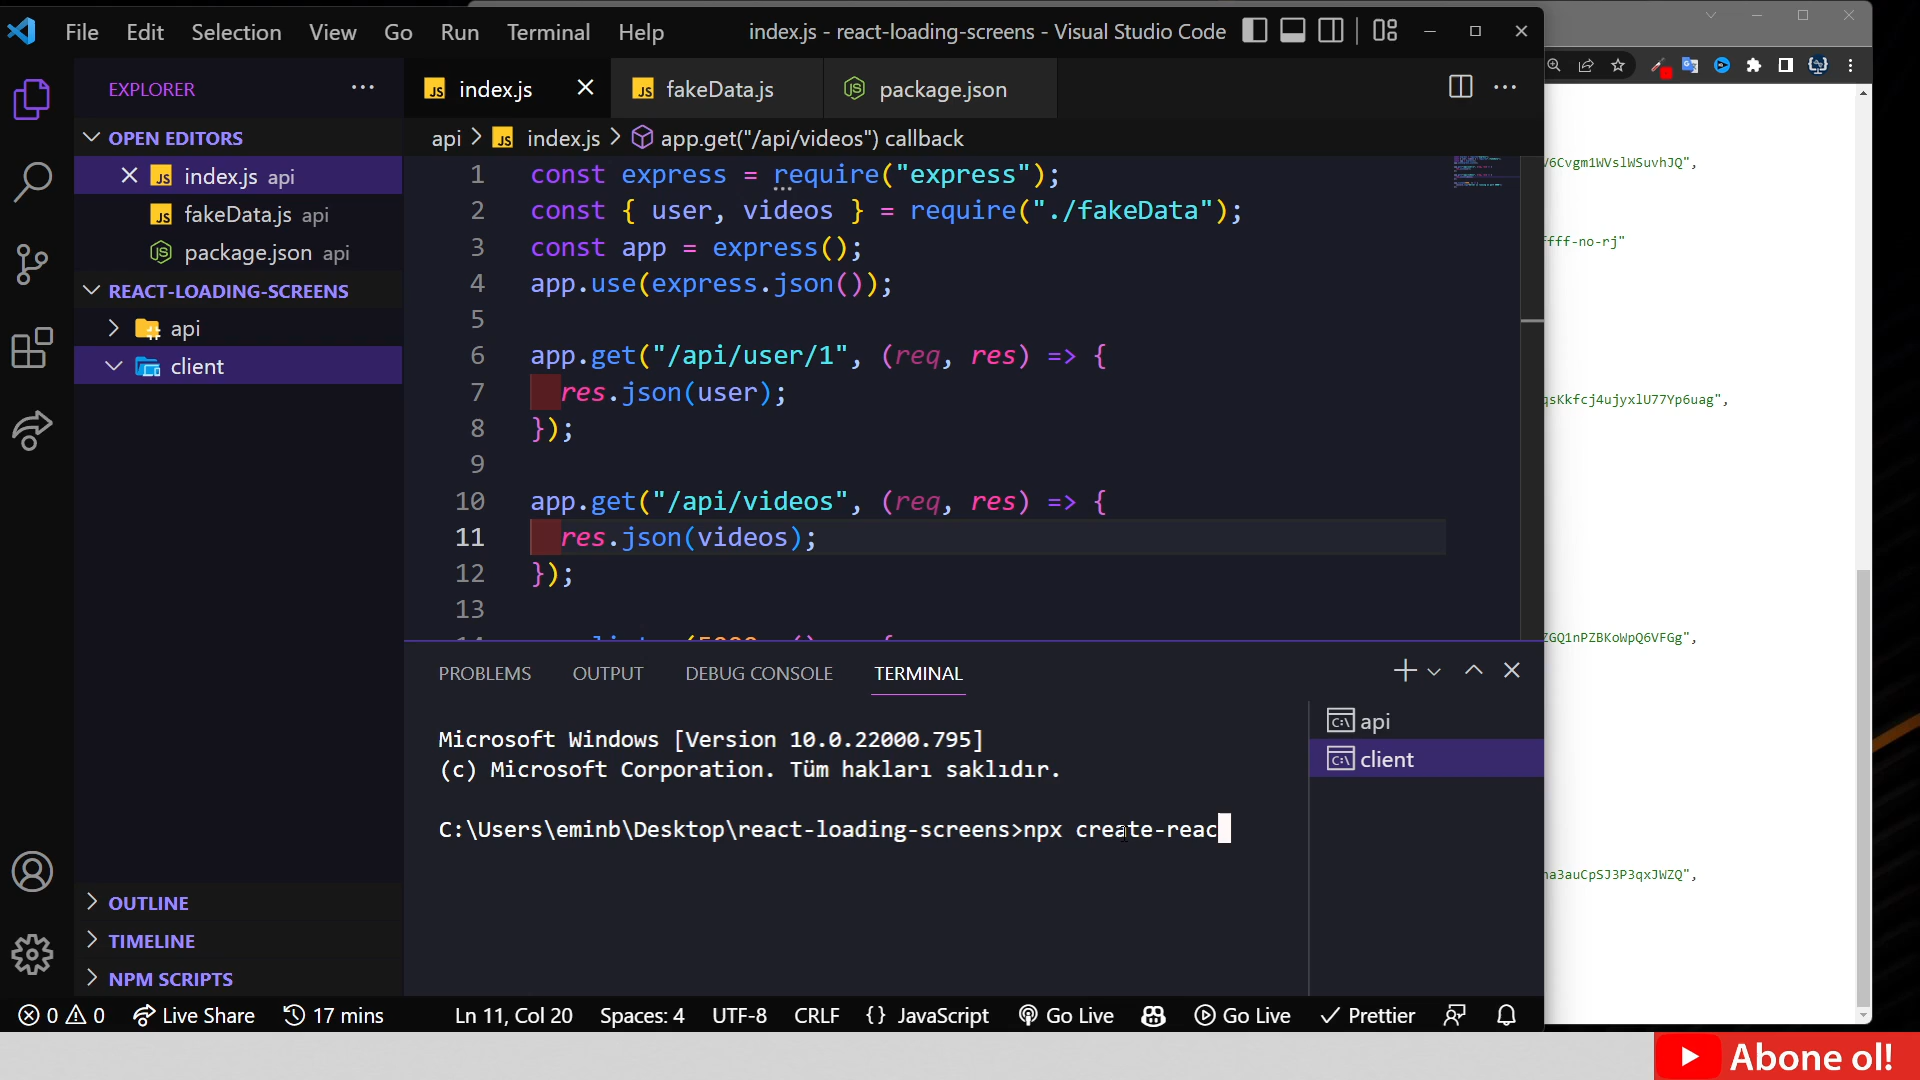 File Edit Selection View Go Run Terminal Help
index.js - react-loading-screens - Visual Studio Code
EXPLORER
OPEN EDITORS
index.js api
fakeData.js api
package.json api
REACT-LOADING-SCREENS
api
client
OUTLINE
TIMELINE
NPM SCRIPTS
index.js
fakeData.js
package.json
api > index.js > app.get("/api/videos") callback
1 const express = require("express");
2 const { user, videos } = require("./fakeData");
3 const app = express();
4 app.use(express.json());
5
6 app.get("/api/user/1", (req, res) => {
7 res.json(user);
8 });
9
10 app.get("/api/videos", (req, res) => {
11 res.json(videos);
12 });
13
PROBLEMS OUTPUT DEBUG CONSOLE TERMINAL
Microsoft Windows [Version 10.0.22000.795]
(c) Microsoft Corporation. Tüm hakları saklıdır.
C:\Users\eminb\Desktop\react-loading-screens>npx create-reac
api
client
0 0 Live Share 17 mins Ln 11, Col 20 Spaces: 4 UTF-8 CRLF {} JavaScript Go Live Go Live Prettier
V6Cvgm1WVslWSuvhJQ",
ffff-no-rj"
qsKkfcj4ujyxlU77Yp6uag",
ZGQ1nPZBKoWpQ6VFGg",
na3auCpSJ3P3qxJWZQ",
Abone ol!